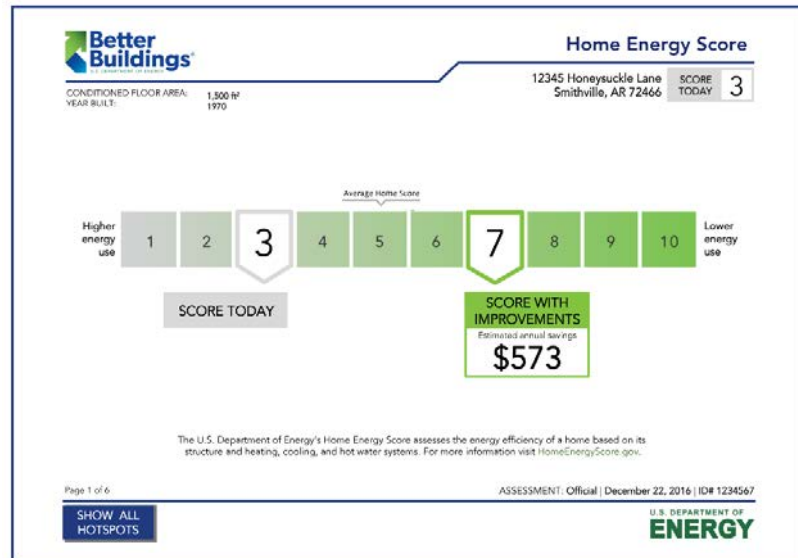 Better
Buildings®
U.S. DEPARTMENT OF ENERGY
Home Energy Score
CONDITIONED FLOOR AREA: 1,500 ft²
YEAR BUILT: 1970
12345 Honeysuckle Lane
Smithville, AR 72466
SCORE
TODAY
3
Average Home Score
Higher
energy
use
1 2 3 4 5 6 7 8 9 10
Lower
energy
use
SCORE TODAY
SCORE WITH
IMPROVEMENTS
Estimated annual savings
$573
The U.S. Department of Energy's Home Energy Score assesses the energy efficiency of a home based on its
structure and heating, cooling, and hot water systems. For more information visit HomeEnergyScore.gov.
Page 1 of 6
ASSESSMENT: Official | December 22, 2016 | ID# 1234567
SHOW ALL
HOTSPOTS
U.S. DEPARTMENT OF
ENERGY